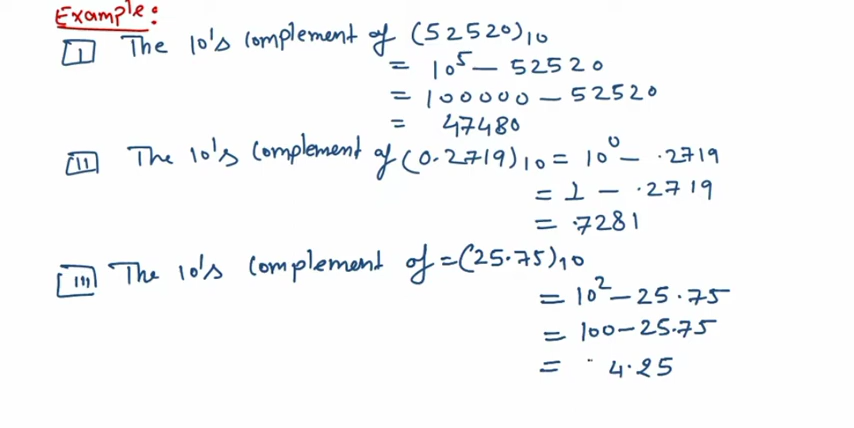 Example:
[I] The 10's complement of (52520)₁₀
= 10⁵ - 52520
= 100000 - 52520
= 47480
[II] The 10's complement of (0.2719)₁₀ = 10⁰ - .2719
= 1 - .2719
= .7281
[III] The 10's complement of = (25.75)₁₀
= 10² - 25.75
= 100 - 25.75
= 4.25